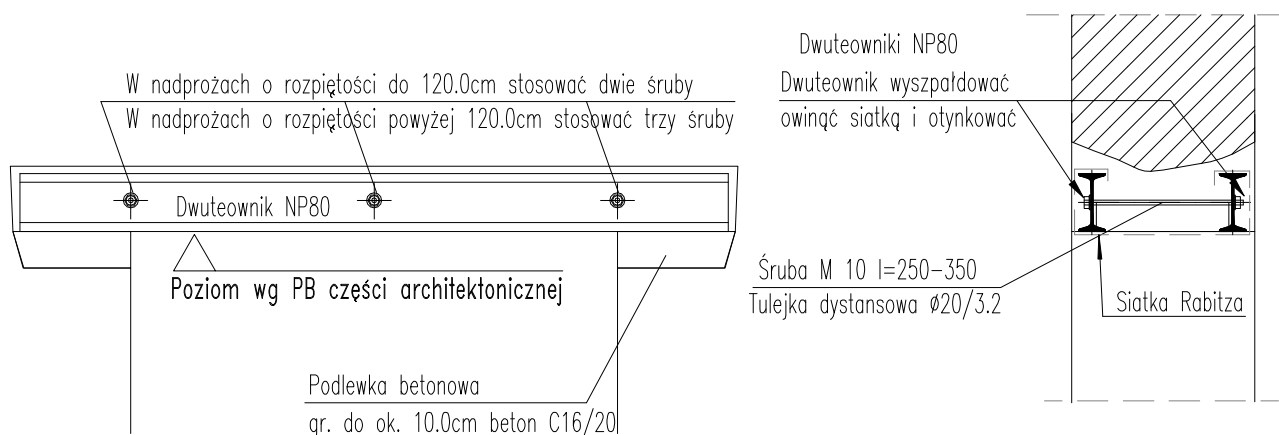 W nadprożach o rozpiętości do 120.0cm stosować dwie śruby
W nadprożach o rozpiętości powyżej 120.0cm stosować trzy śruby
Dwuteownik NP80
Poziom wg PB części architektonicznej
Podlewka betonowa
gr. do ok. 10.0cm beton C16/20
Dwuteowniki NP80
Dwuteownik wyszpałdować
owinąć siatką i otynkować
Śruba M 10 l=250-350
Tulejka dystansowa ø20/3.2
Siatka Rabitza